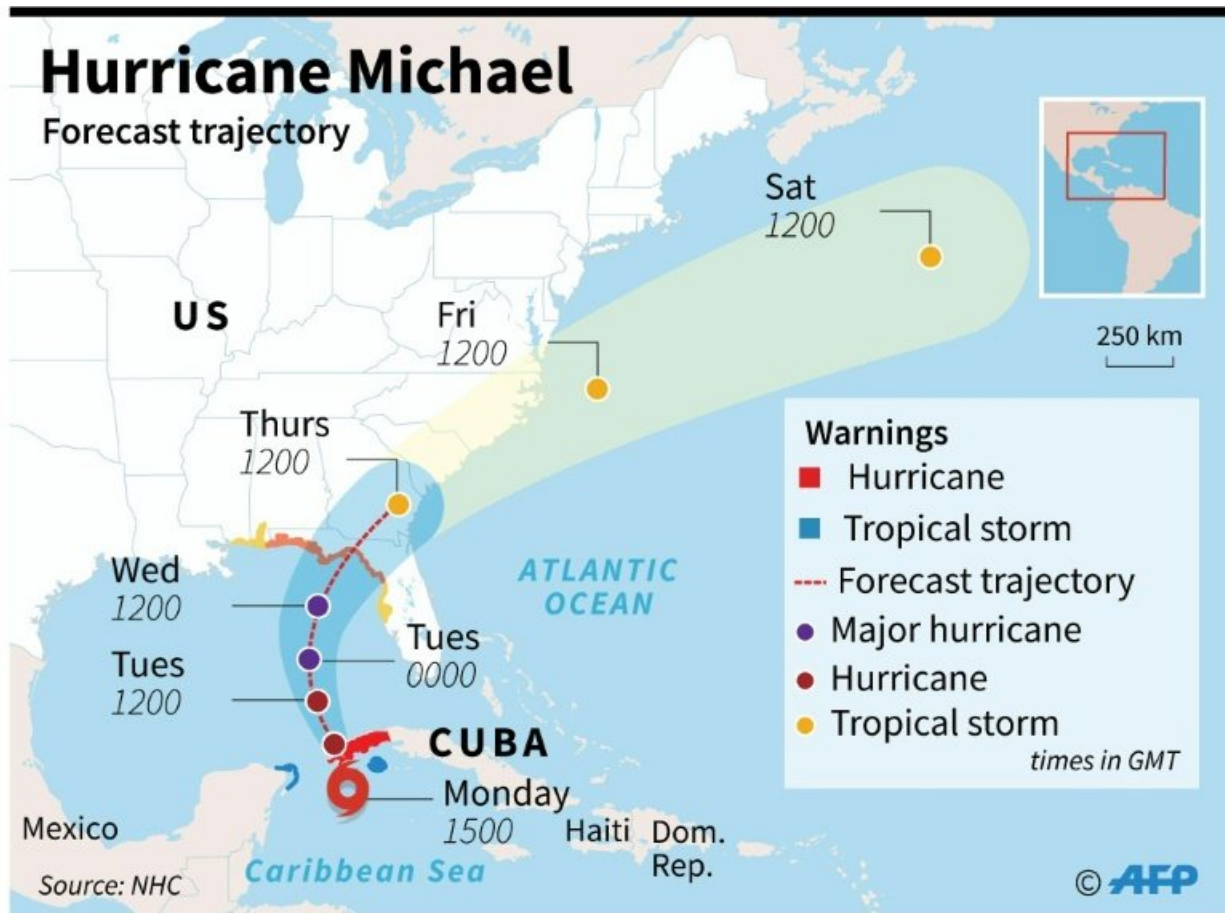 Hurricane Michael
Forecast trajectory
Sat
1200
US
Fri
1200
250 km
Thurs
1200
Warnings
Hurricane
Tropical storm
Forecast trajectory
Major hurricane
Hurricane
Tropical storm
times in GMT
Wed
1200
ATLANTIC
OCEAN
Tues
0000
Tues
1200
CUBA
Monday
1500
Mexico
Haiti
Dom.
Rep.
Caribbean Sea
Source: NHC
© AFP